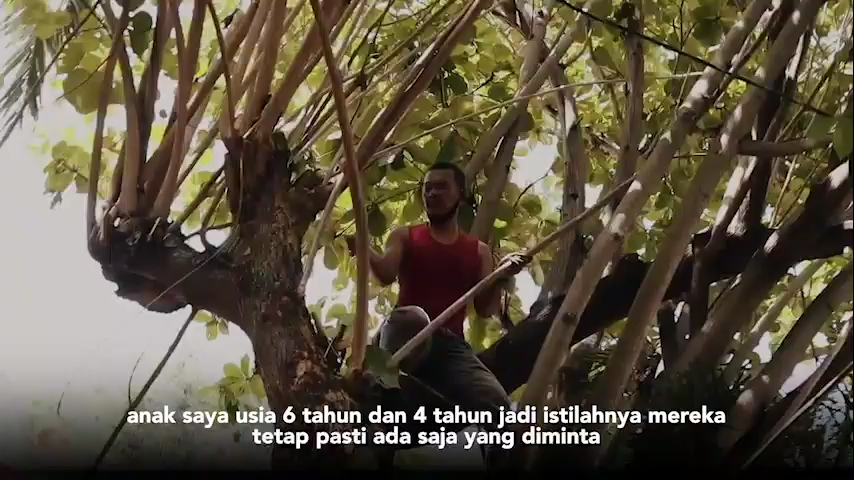 anak saya usia 6 tahun dan 4 tahun jadi istilahnya mereka
tetap pasti ada saja yang diminta